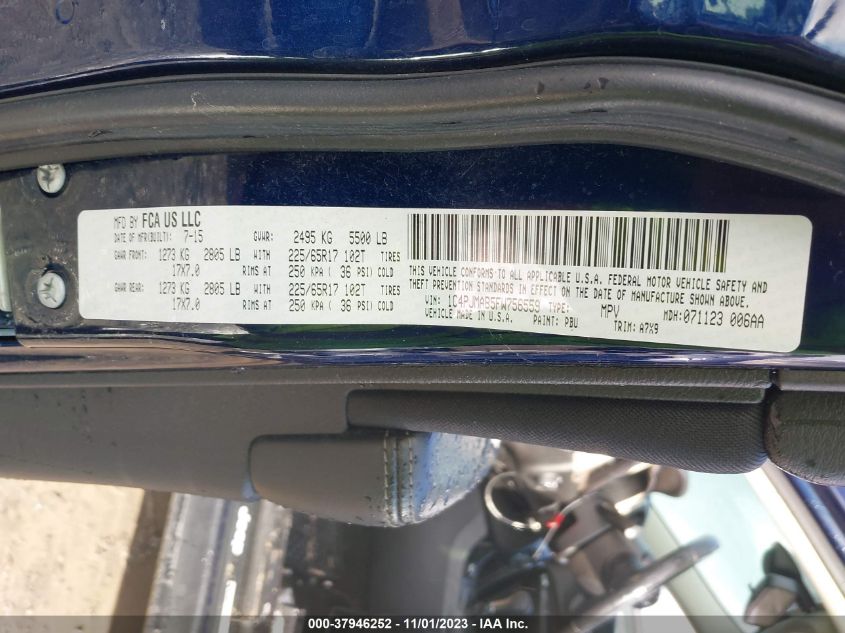 MFD BY FCA US LLC
DATE OF MFR(BUILT): 7-15 GVWR: 2495 KG 5500 LB
GAWR FRONT: 1273 KG 2805 LB WITH 225/65R17 102T TIRES
17X7.0 RIMS AT 250 KPA ( 36 PSI) COLD
GAWR REAR: 1273 KG 2805 LB WITH 225/65R17 102T TIRES
17X7.0 RIMS AT 250 KPA ( 36 PSI) COLD
THIS VEHICLE CONFORMS TO ALL APPLICABLE U.S.A. FEDERAL MOTOR VEHICLE SAFETY AND
THEFT PREVENTION STANDARDS IN EFFECT ON THE DATE OF MANUFACTURE SHOWN ABOVE.
VIN: 1C4PJMAB5FW756559 TYPE: MPV MDH: 071123 006AA
VEHICLE MADE IN U.S.A. PAINT: PBU TRIM: A7X9
000-37946252 - 11/01/2023 - IAA Inc.